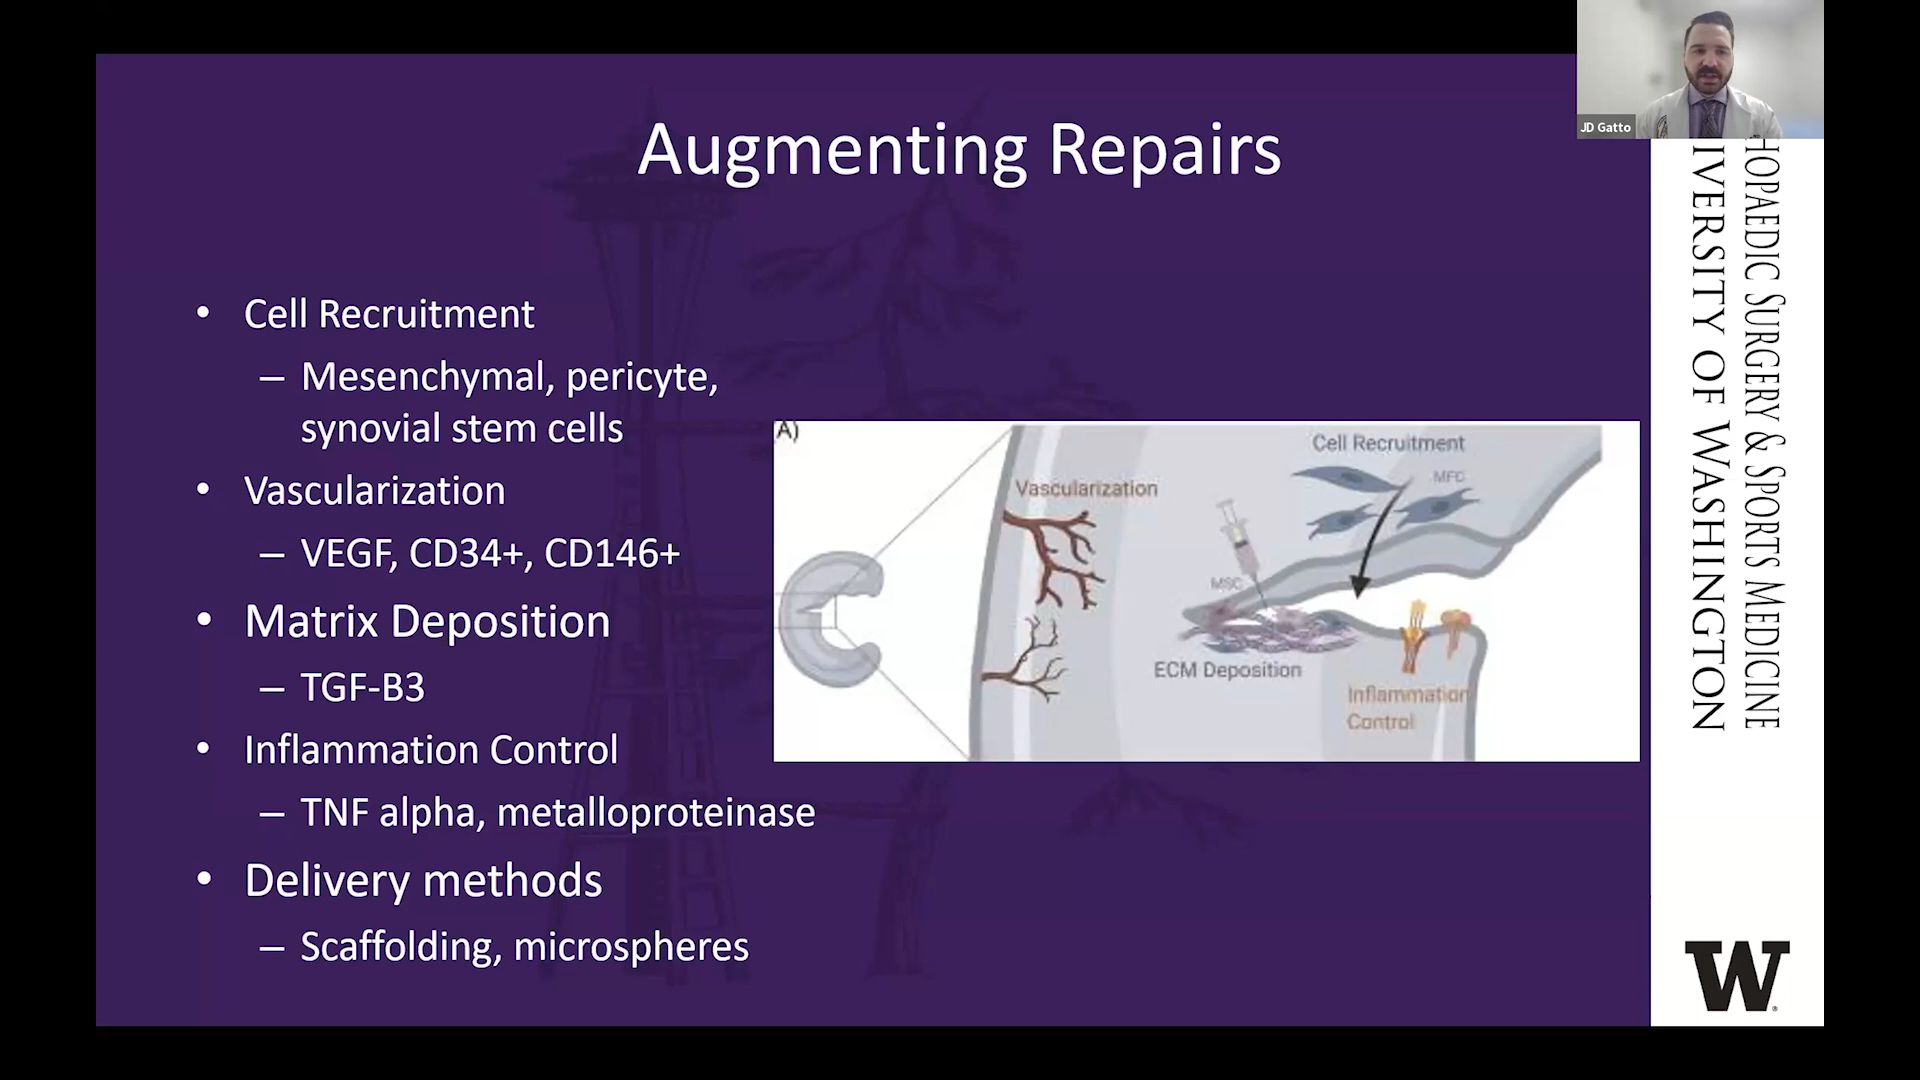 JD Gatto
Augmenting Repairs
• Cell Recruitment
– Mesenchymal, pericyte,
synovial stem cells
• Vascularization
– VEGF, CD34+, CD146+
• Matrix Deposition
– TGF-B3
• Inflammation Control
– TNF alpha, metalloproteinase
• Delivery methods
– Scaffolding, microspheres
A)
Cell Recruitment
MFC
Vascularization
MSC
ECM Deposition
Inflammation
Control
HOPAEDIC SURGERY & SPORTS MEDICINE
IVERSITY OF WASHINGTON
W